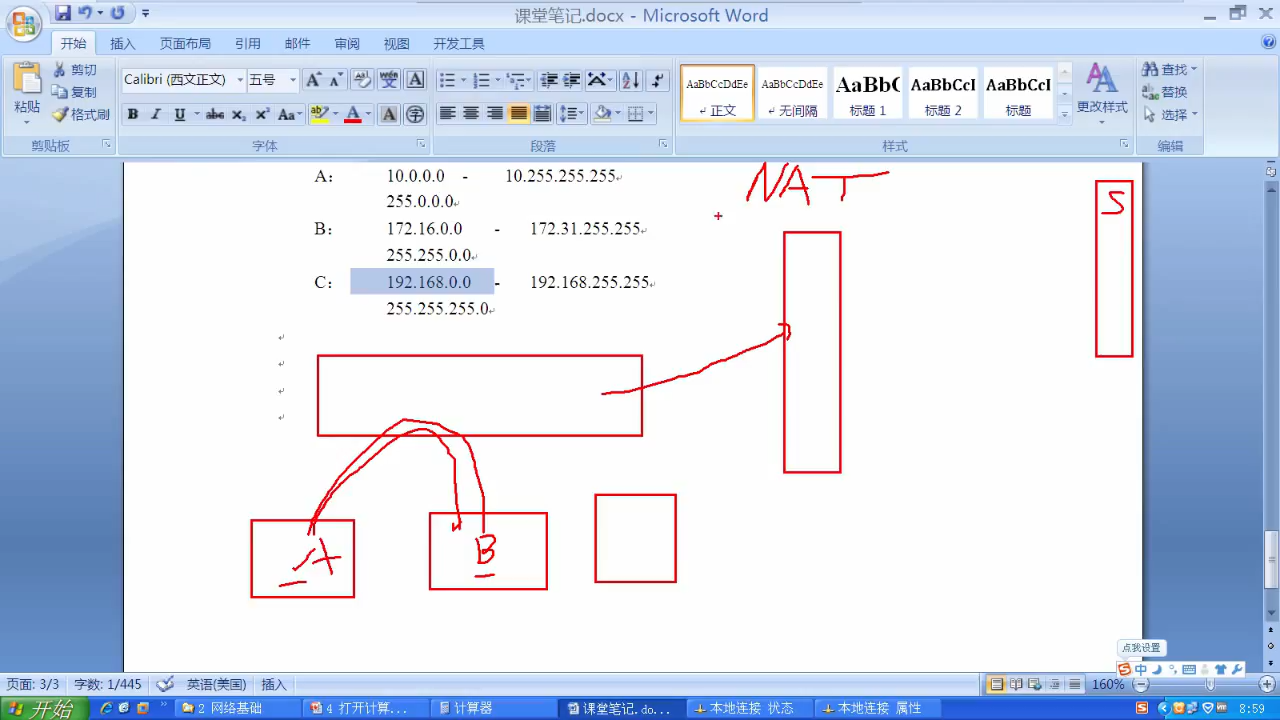 课堂笔记.docx - Microsoft Word
开始 插入 页面布局 引用 邮件 审阅 视图 开发工具
粘贴 剪切 复制 格式刷
Calibri (西文正文) 五号
AaBbCcDdEe AaBbCcDdEe AaBbC AaBbCcI AaBbCcI
正文 无间隔 标题 1 标题 2 标题
更改样式
查找 替换 选择
剪贴板 字体 段落 样式 编辑
A: 10.0.0.0 - 10.255.255.255
255.0.0.0
B: 172.16.0.0 - 172.31.255.255
255.255.0.0
C: 192.168.0.0 - 192.168.255.255
255.255.255.0
NAT
S
A
B
点我设置
中
页面: 3/3 字数: 1/445 英语(美国) 插入 160%
开始 2 网络基础 4 打开计算... 计算器 课堂笔记.do... 本地连接 状态 本地连接 属性 8:59